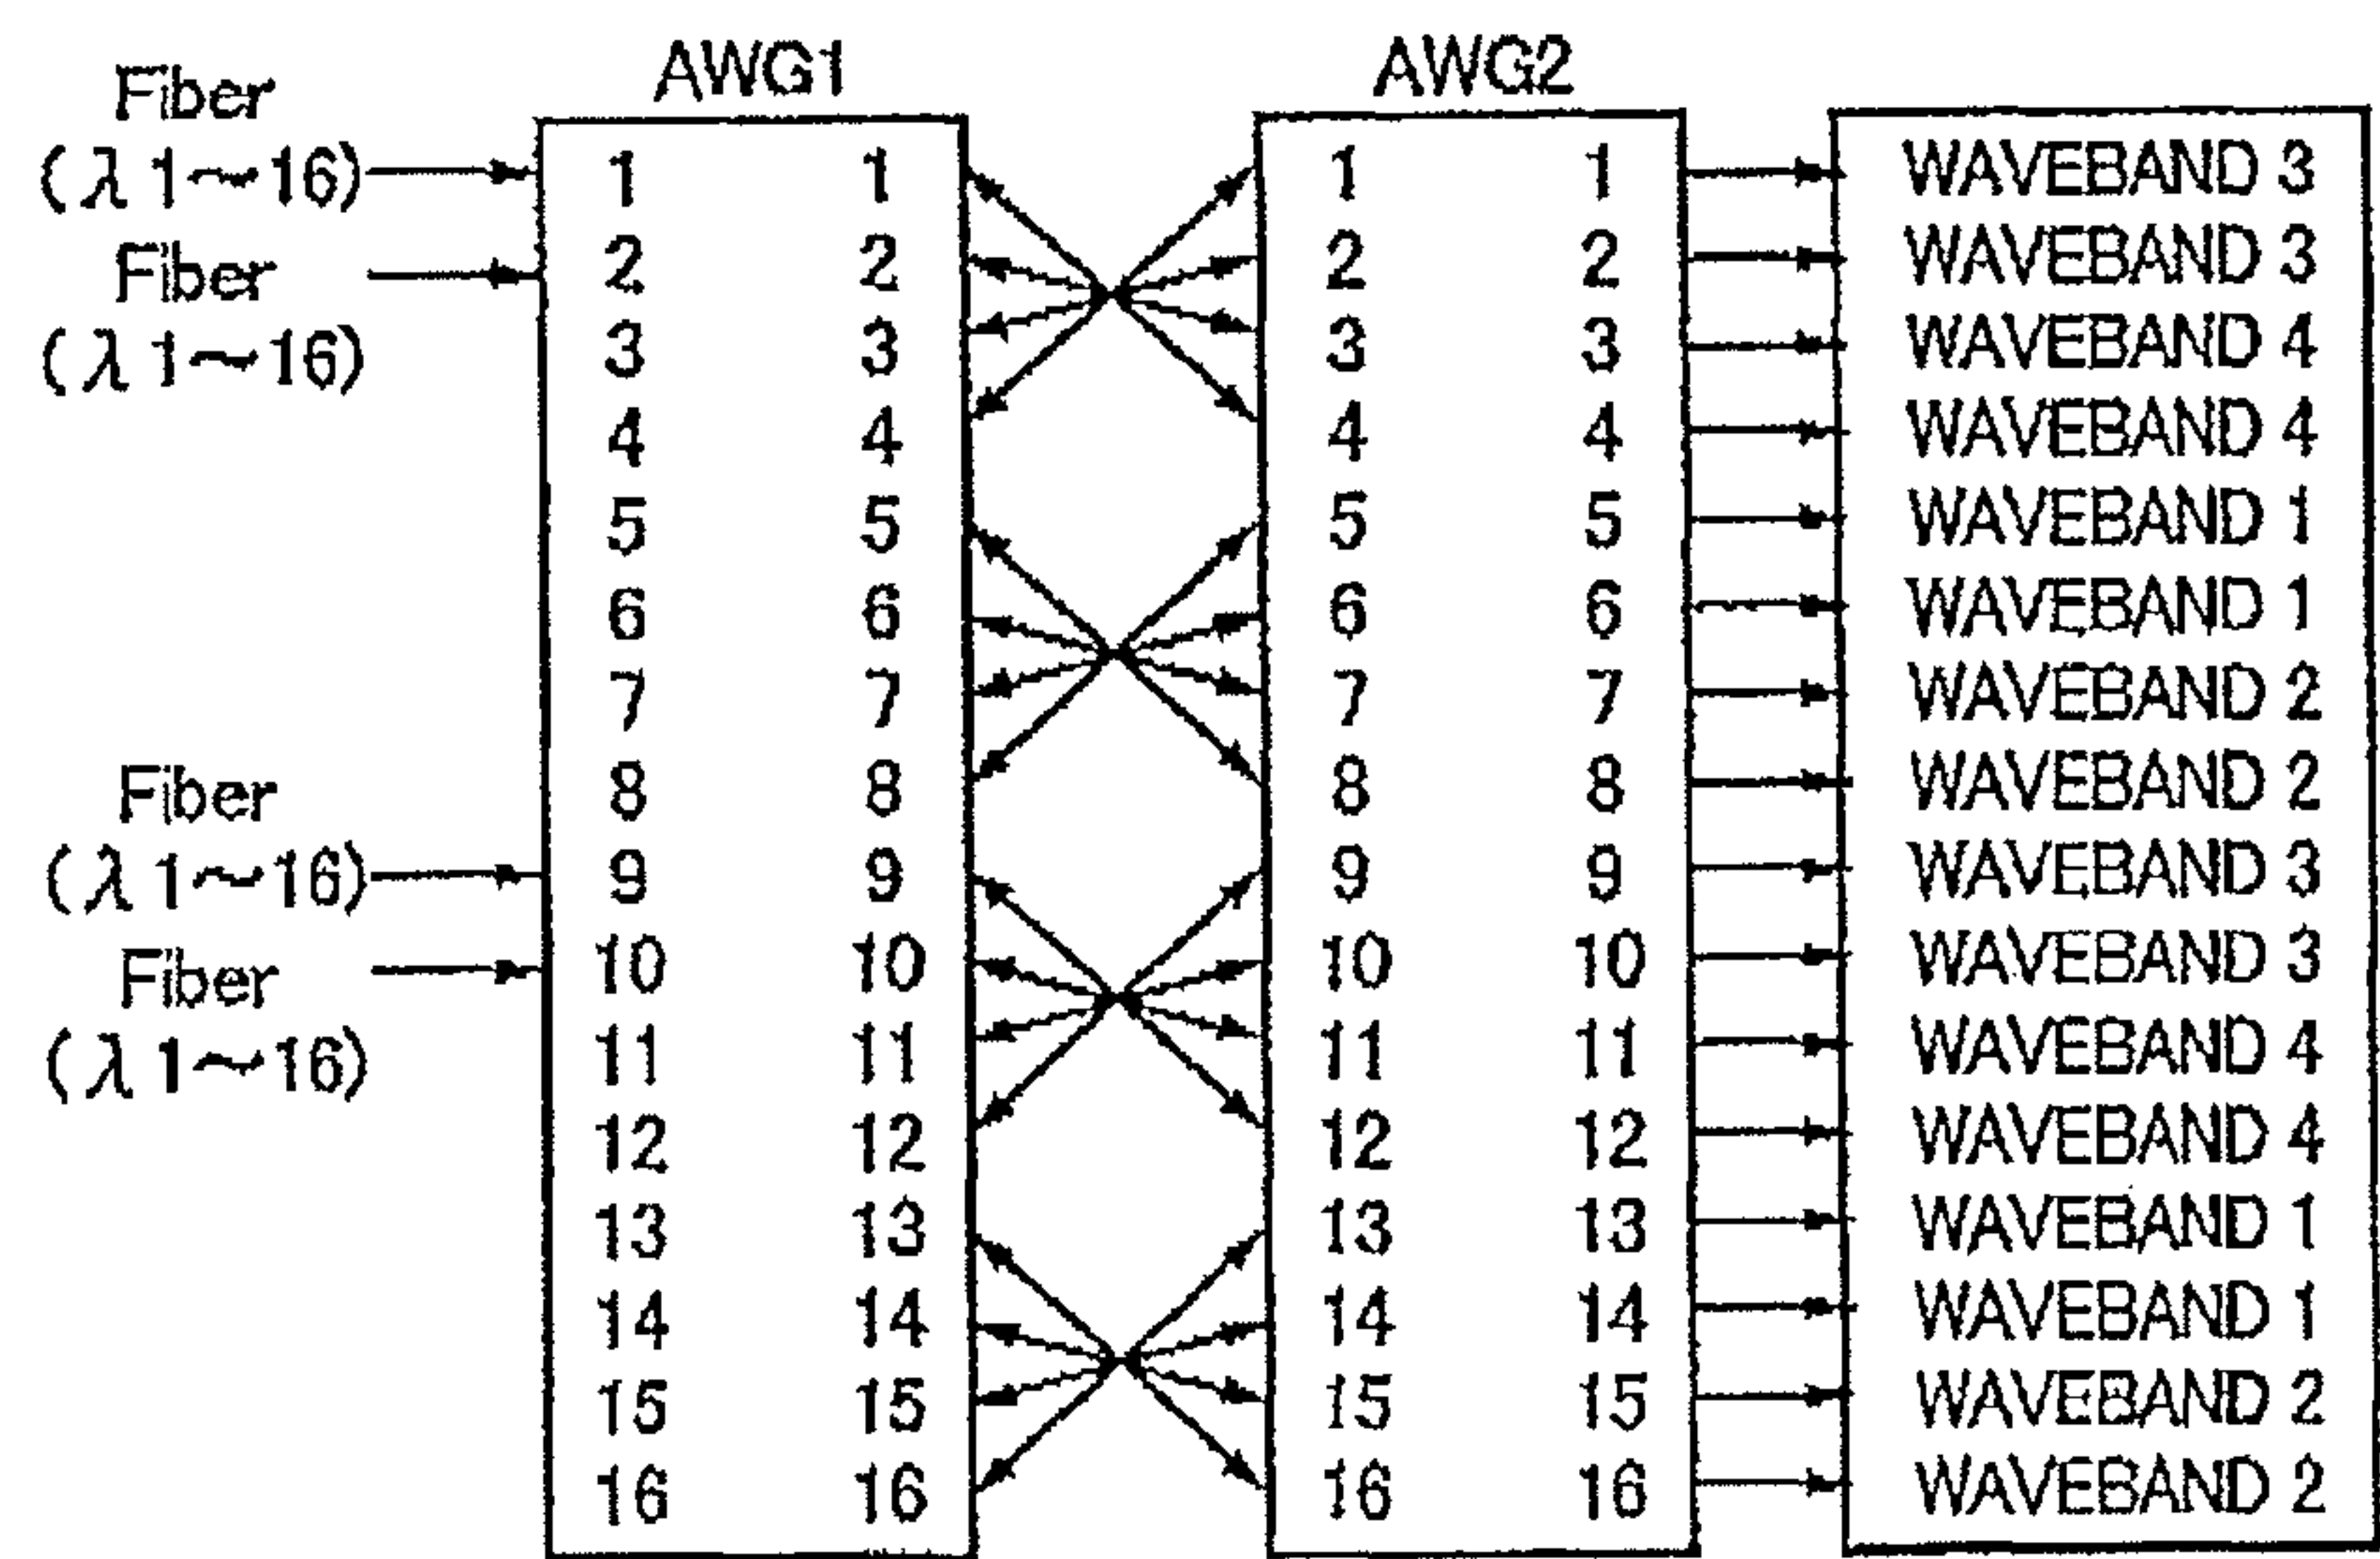 AWG1 AWG2
Fiber
(λ1~16) 1 1 1 1 WAVEBAND 3
Fiber 2 2 2 2 WAVEBAND 3
(λ1~16) 3 3 3 3 WAVEBAND 4
4 4 4 4 WAVEBAND 4
5 5 5 5 WAVEBAND 1
6 6 6 6 WAVEBAND 1
7 7 7 7 WAVEBAND 2
Fiber 8 8 8 8 WAVEBAND 2
(λ1~16) 9 9 9 9 WAVEBAND 3
Fiber 10 10 10 10 WAVEBAND 3
(λ1~16) 11 11 11 11 WAVEBAND 4
12 12 12 12 WAVEBAND 4
13 13 13 13 WAVEBAND 1
14 14 14 14 WAVEBAND 1
15 15 15 15 WAVEBAND 2
16 16 16 16 WAVEBAND 2